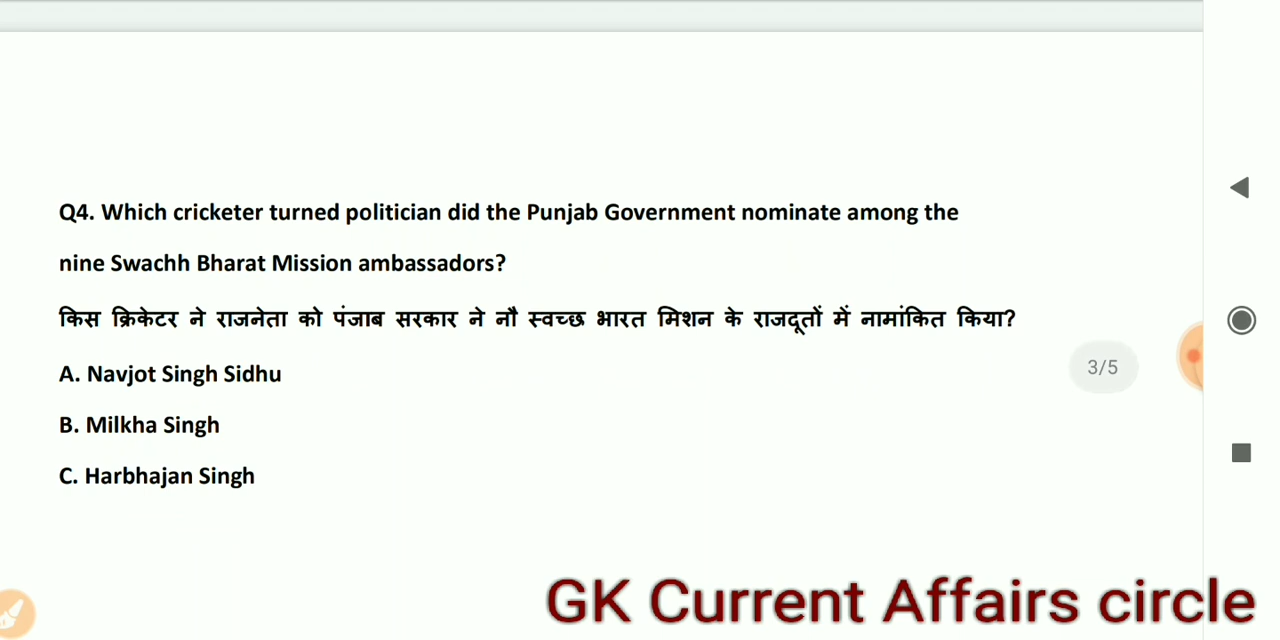 Q4. Which cricketer turned politician did the Punjab Government nominate among the
nine Swachh Bharat Mission ambassadors?
किस क्रिकेटर ने राजनेता को पंजाब सरकार ने नौ स्वच्छ भारत मिशन के राजदूतों में नामांकित किया?
3/5
A. Navjot Singh Sidhu
B. Milkha Singh
C. Harbhajan Singh
GK Current Affairs circle